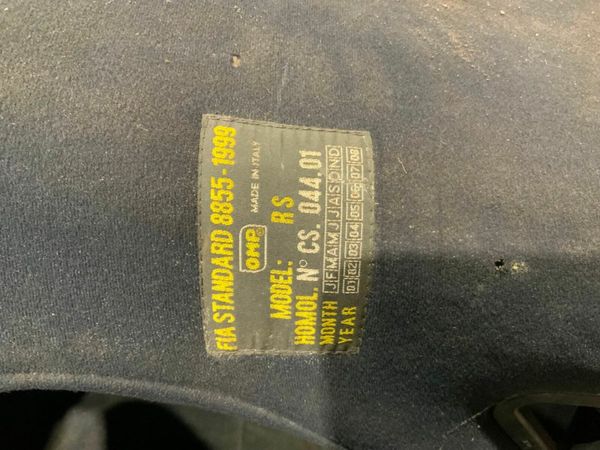 FIA STANDARD 8855-1999
OMP MADE IN ITALY
MODEL: RS
HOMOL. N° CS. 044.01
MONTH J F M A M J J A S O N D
YEAR 01 02 03 04 05 06 07 08